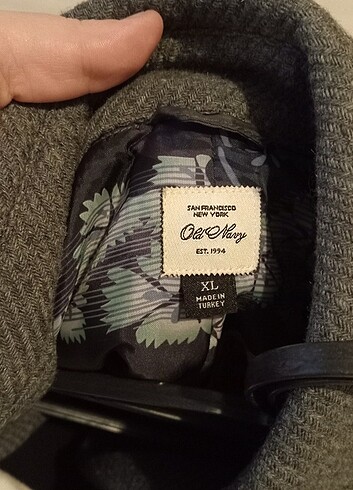 SAN FRANCISCO
NEW YORK
Old Navy
EST. 1994
XL
MADE IN
TURKEY